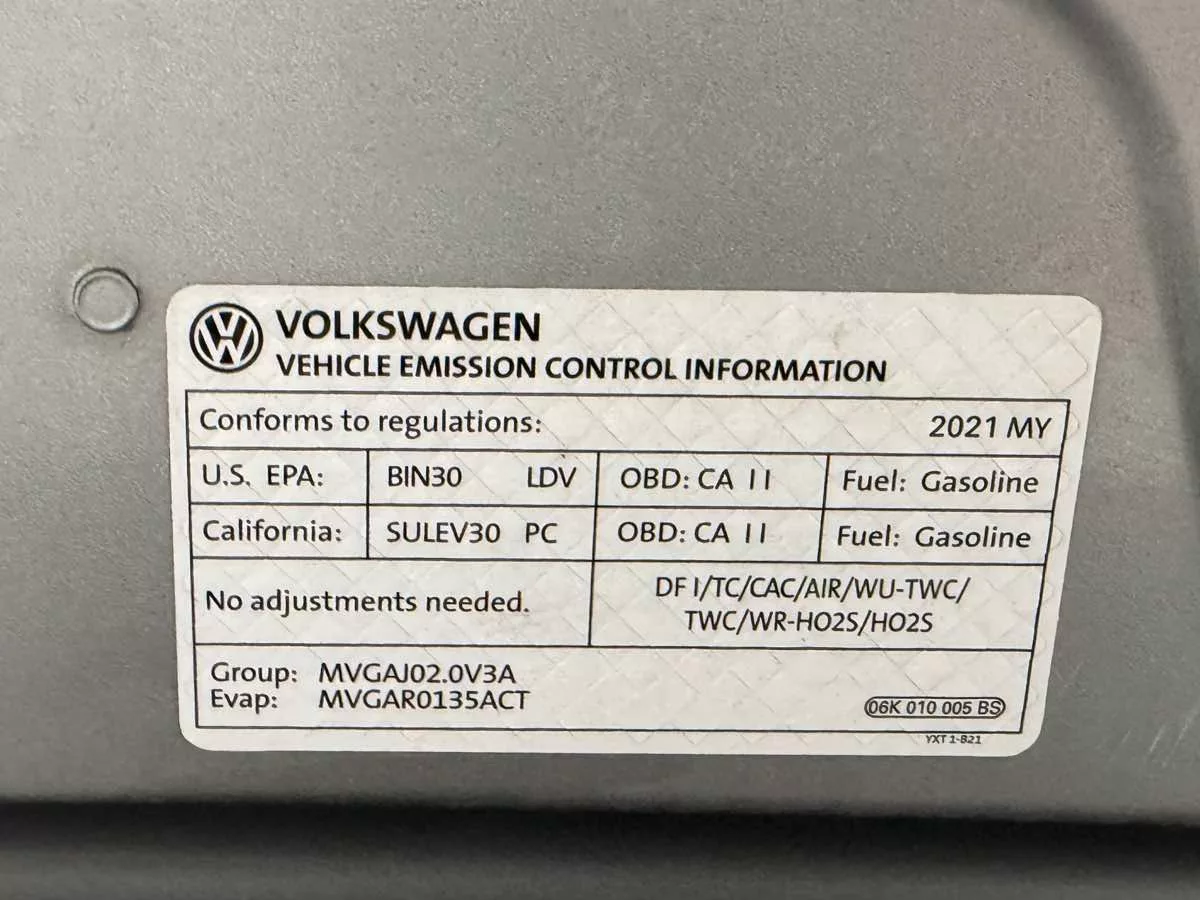 VOLKSWAGEN
VEHICLE EMISSION CONTROL INFORMATION
Conforms to regulations: 2021 MY
U.S. EPA: BIN30 LDV OBD: CA II Fuel: Gasoline
California: SULEV30 PC OBD: CA II Fuel: Gasoline
No adjustments needed.
DFI/TC/CAC/AIR/WU-TWC/
TWC/WR-HO2S/HO2S
Group: MVGAJ02.0V3A
Evap: MVGAR0135ACT
06K 010 005 BS
YXT 1-B21